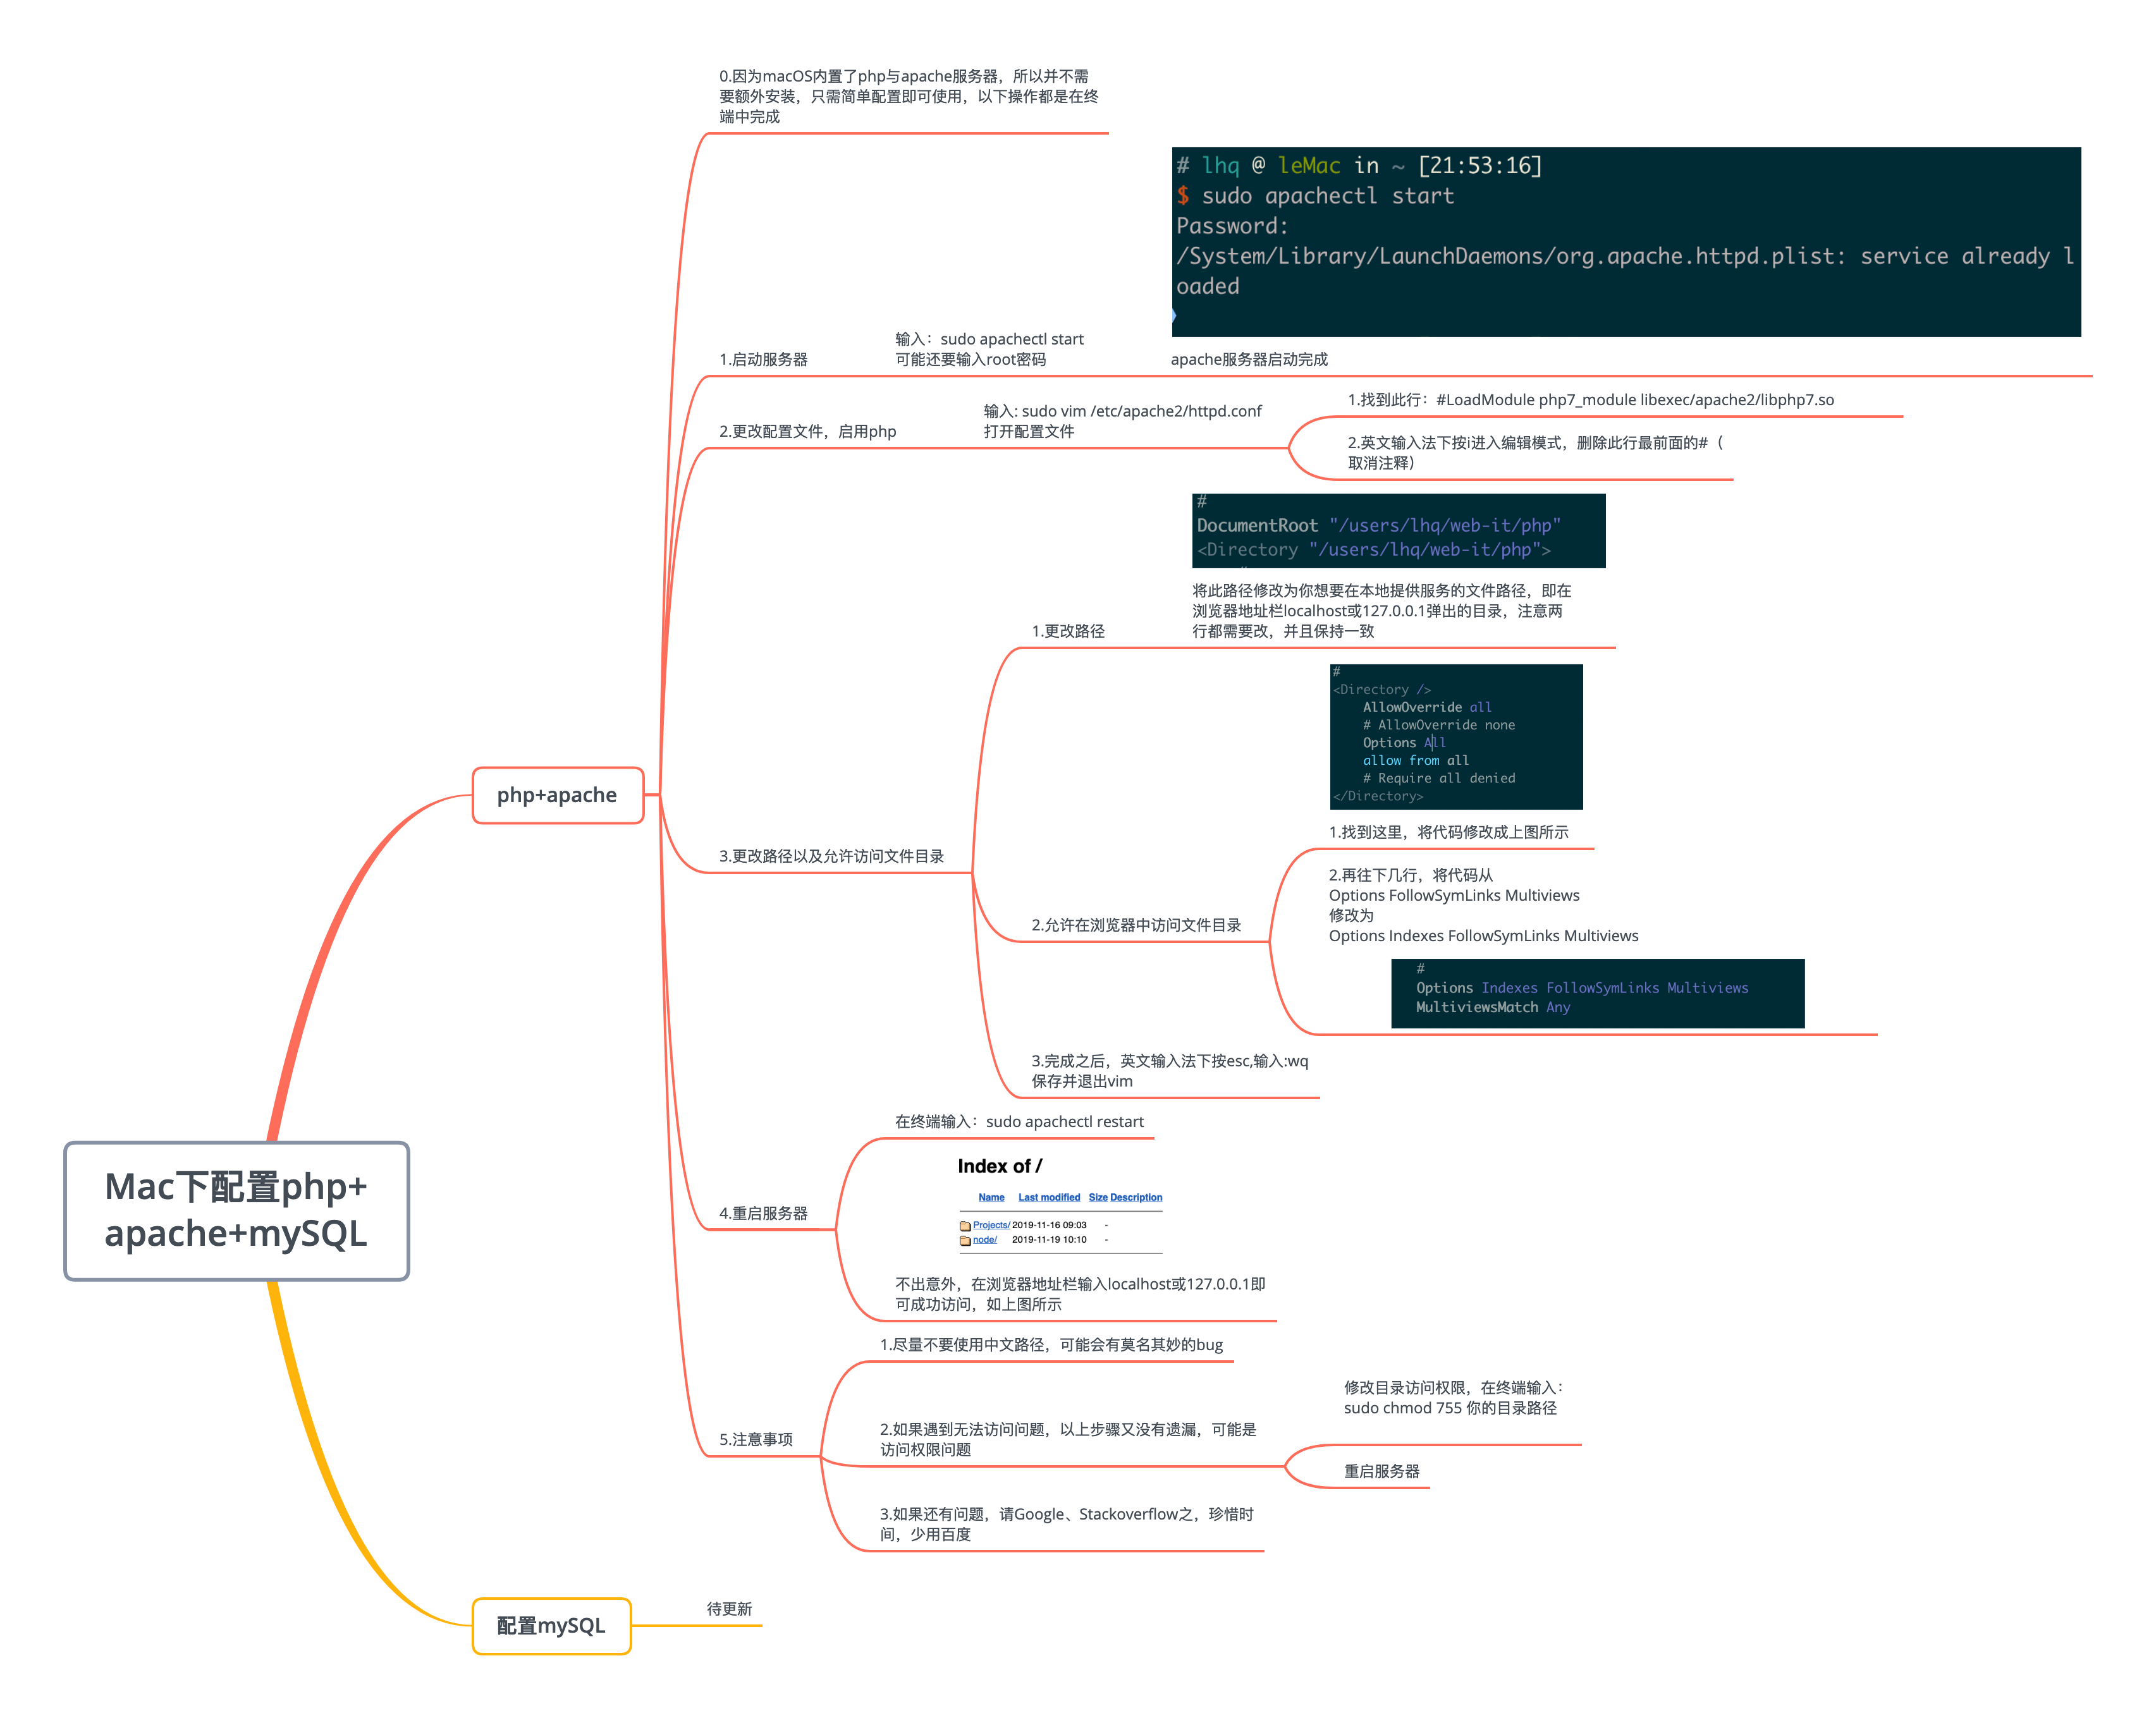 Mac下配置php+
apache+mySQL
php+apache
0.因为macOS内置了php与apache服务器，所以并不需
要额外安装，只需简单配置即可使用，以下操作都是在终
端中完成
1.启动服务器
输入：sudo apachectl start
可能还要输入root密码
# lhq @ leMac in ~ [21:53:16]
$ sudo apachectl start
Password:
/System/Library/LaunchDaemons/org.apache.httpd.plist: service already l
oaded
apache服务器启动完成
2.更改配置文件，启用php
输入: sudo vim /etc/apache2/httpd.conf
打开配置文件
1.找到此行：#LoadModule php7_module libexec/apache2/libphp7.so
2.英文输入法下按i进入编辑模式，删除此行最前面的#（
取消注释）
3.更改路径以及允许访问文件目录
1.更改路径
#
DocumentRoot "/users/lhq/web-it/php"
<Directory "/users/lhq/web-it/php">
将此路径修改为你想要在本地提供服务的文件路径，即在
浏览器地址栏localhost或127.0.0.1弹出的目录，注意两
行都需要改，并且保持一致
2.允许在浏览器中访问文件目录
#
<Directory />
AllowOverride all
# AllowOverride none
Options All
allow from all
# Require all denied
</Directory>
1.找到这里，将代码修改成上图所示
2.再往下几行，将代码从
Options FollowSymLinks Multiviews
修改为
Options Indexes FollowSymLinks Multiviews
#
Options Indexes FollowSymLinks Multiviews
MultiviewsMatch Any
3.完成之后，英文输入法下按esc,输入:wq
保存并退出vim
4.重启服务器
在终端输入：sudo apachectl restart
Index of /
Name Last modified Size Description
Projects/ 2019-11-16 09:03 -
node/ 2019-11-19 10:10 -
不出意外，在浏览器地址栏输入localhost或127.0.0.1即
可成功访问，如上图所示
5.注意事项
1.尽量不要使用中文路径，可能会有莫名其妙的bug
2.如果遇到无法访问问题，以上步骤又没有遗漏，可能是
访问权限问题
修改目录访问权限，在终端输入：
sudo chmod 755 你的目录路径
重启服务器
3.如果还有问题，请Google、Stackoverflow之，珍惜时
间，少用百度
配置mySQL
待更新